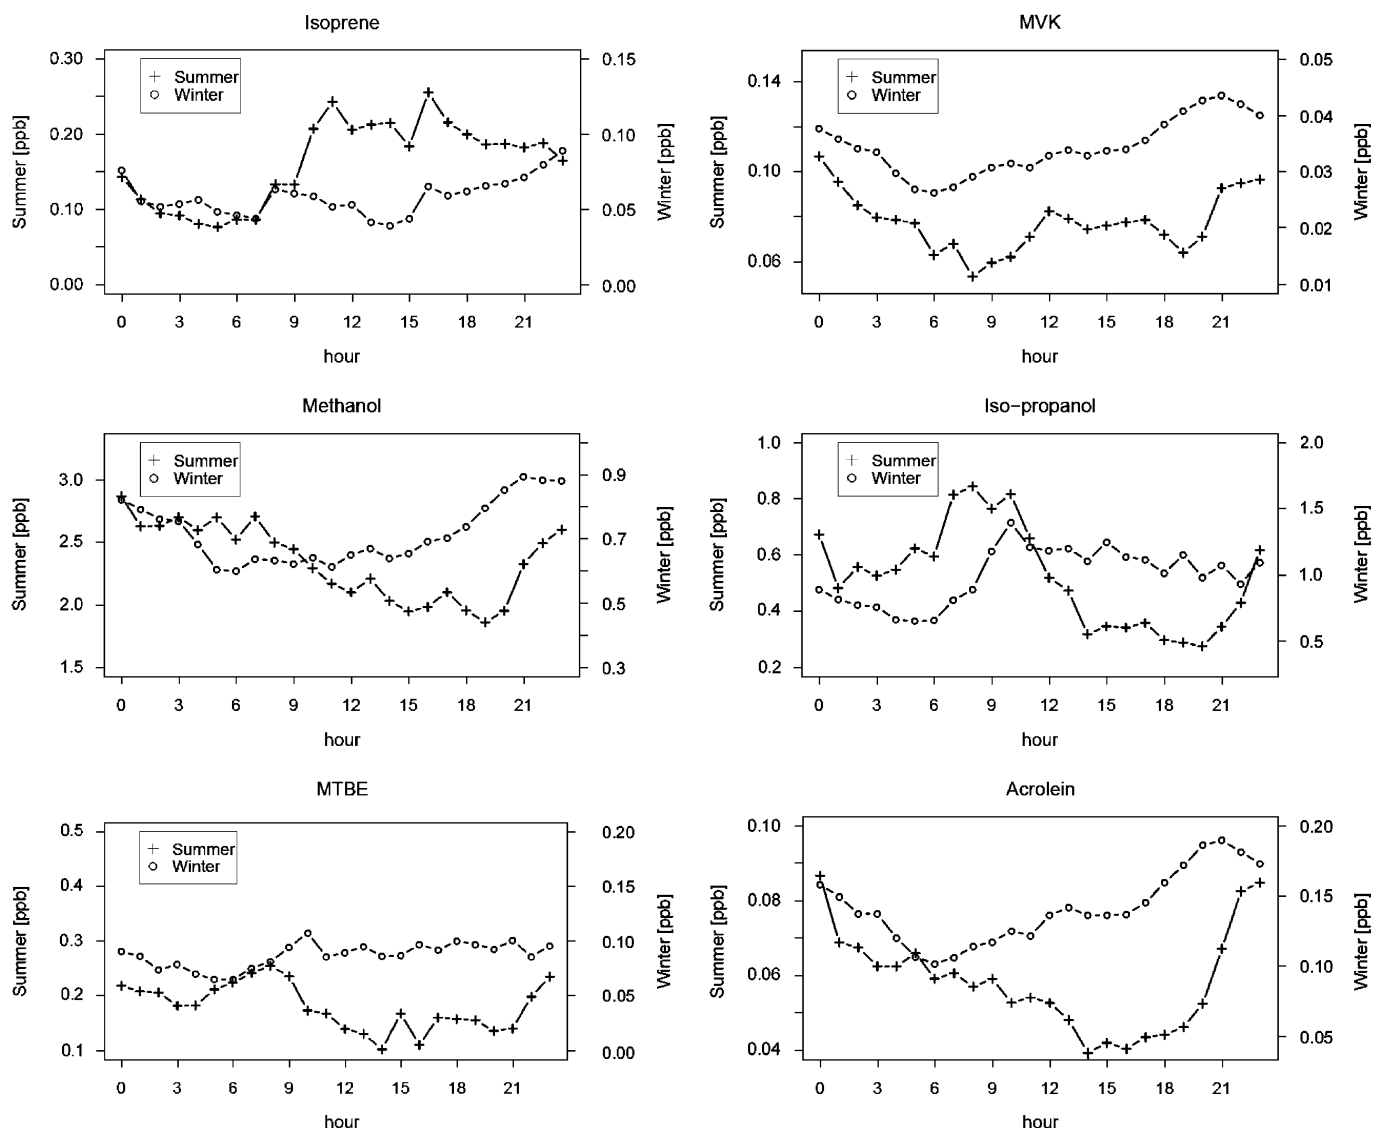 Isoprene
Summer [ppb]
0.30
0.20
0.10
0.00
Summer
Winter
0.15
0.10
0.05
0.00
Winter [ppb]
0 3 6 9 12 15 18 21
hour
MVK
Summer [ppb]
0.14
0.10
0.06
Summer
Winter
0.05
0.04
0.03
0.02
0.01
Winter [ppb]
0 3 6 9 12 15 18 21
hour
Methanol
Summer [ppb]
3.0
2.5
2.0
1.5
Summer
Winter
0.9
0.7
0.5
0.3
Winter [ppb]
0 3 6 9 12 15 18 21
hour
Iso−propanol
Summer [ppb]
1.0
0.8
0.6
0.4
0.2
Summer
Winter
2.0
1.5
1.0
0.5
Winter [ppb]
0 3 6 9 12 15 18 21
hour
MTBE
Summer [ppb]
0.5
0.4
0.3
0.2
0.1
Summer
Winter
0.20
0.15
0.10
0.05
0.00
Winter [ppb]
0 3 6 9 12 15 18 21
hour
Acrolein
Summer [ppb]
0.10
0.08
0.06
0.04
0.20
0.15
0.10
0.05
Winter [ppb]
0 3 6 9 12 15 18 21
hour